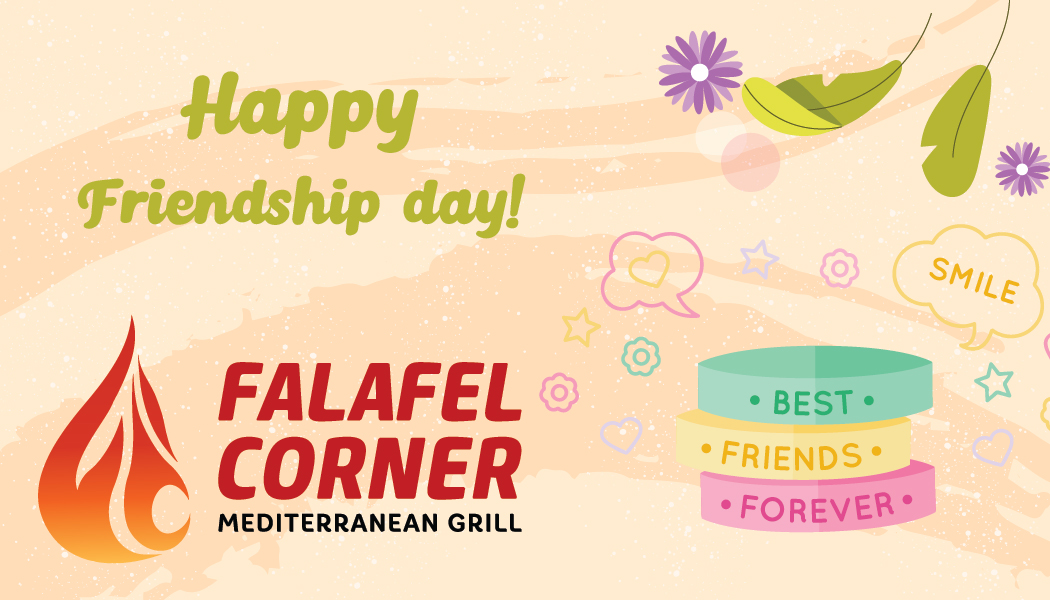 Happy
Friendship day!
SMILE
FALAFEL
CORNER
MEDITERRANEAN GRILL
• BEST •
• FRIENDS •
• FOREVER •